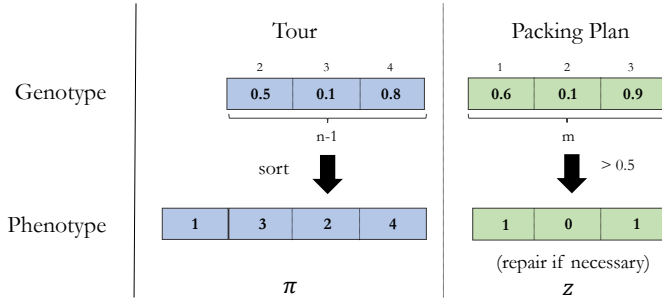 Tour
Packing Plan
2 3 4
1 2 3
Genotype
0.5 0.1 0.8
0.6 0.1 0.9
n-1
m
sort
> 0.5
Phenotype
1 3 2 4
1 0 1
(repair if necessary)
π
z